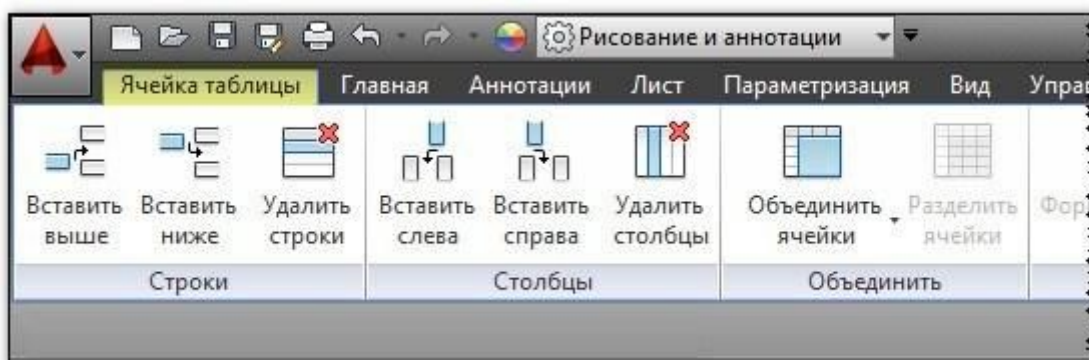 Рисование и аннотации
Ячейка таблицы Главная Аннотации Лист Параметризация Вид
Вставить выше
Вставить ниже
Удалить строки
Вставить слева
Вставить справа
Удалить столбцы
Объединить ячейки
Разделить ячейки
Строки Столбцы Объединить